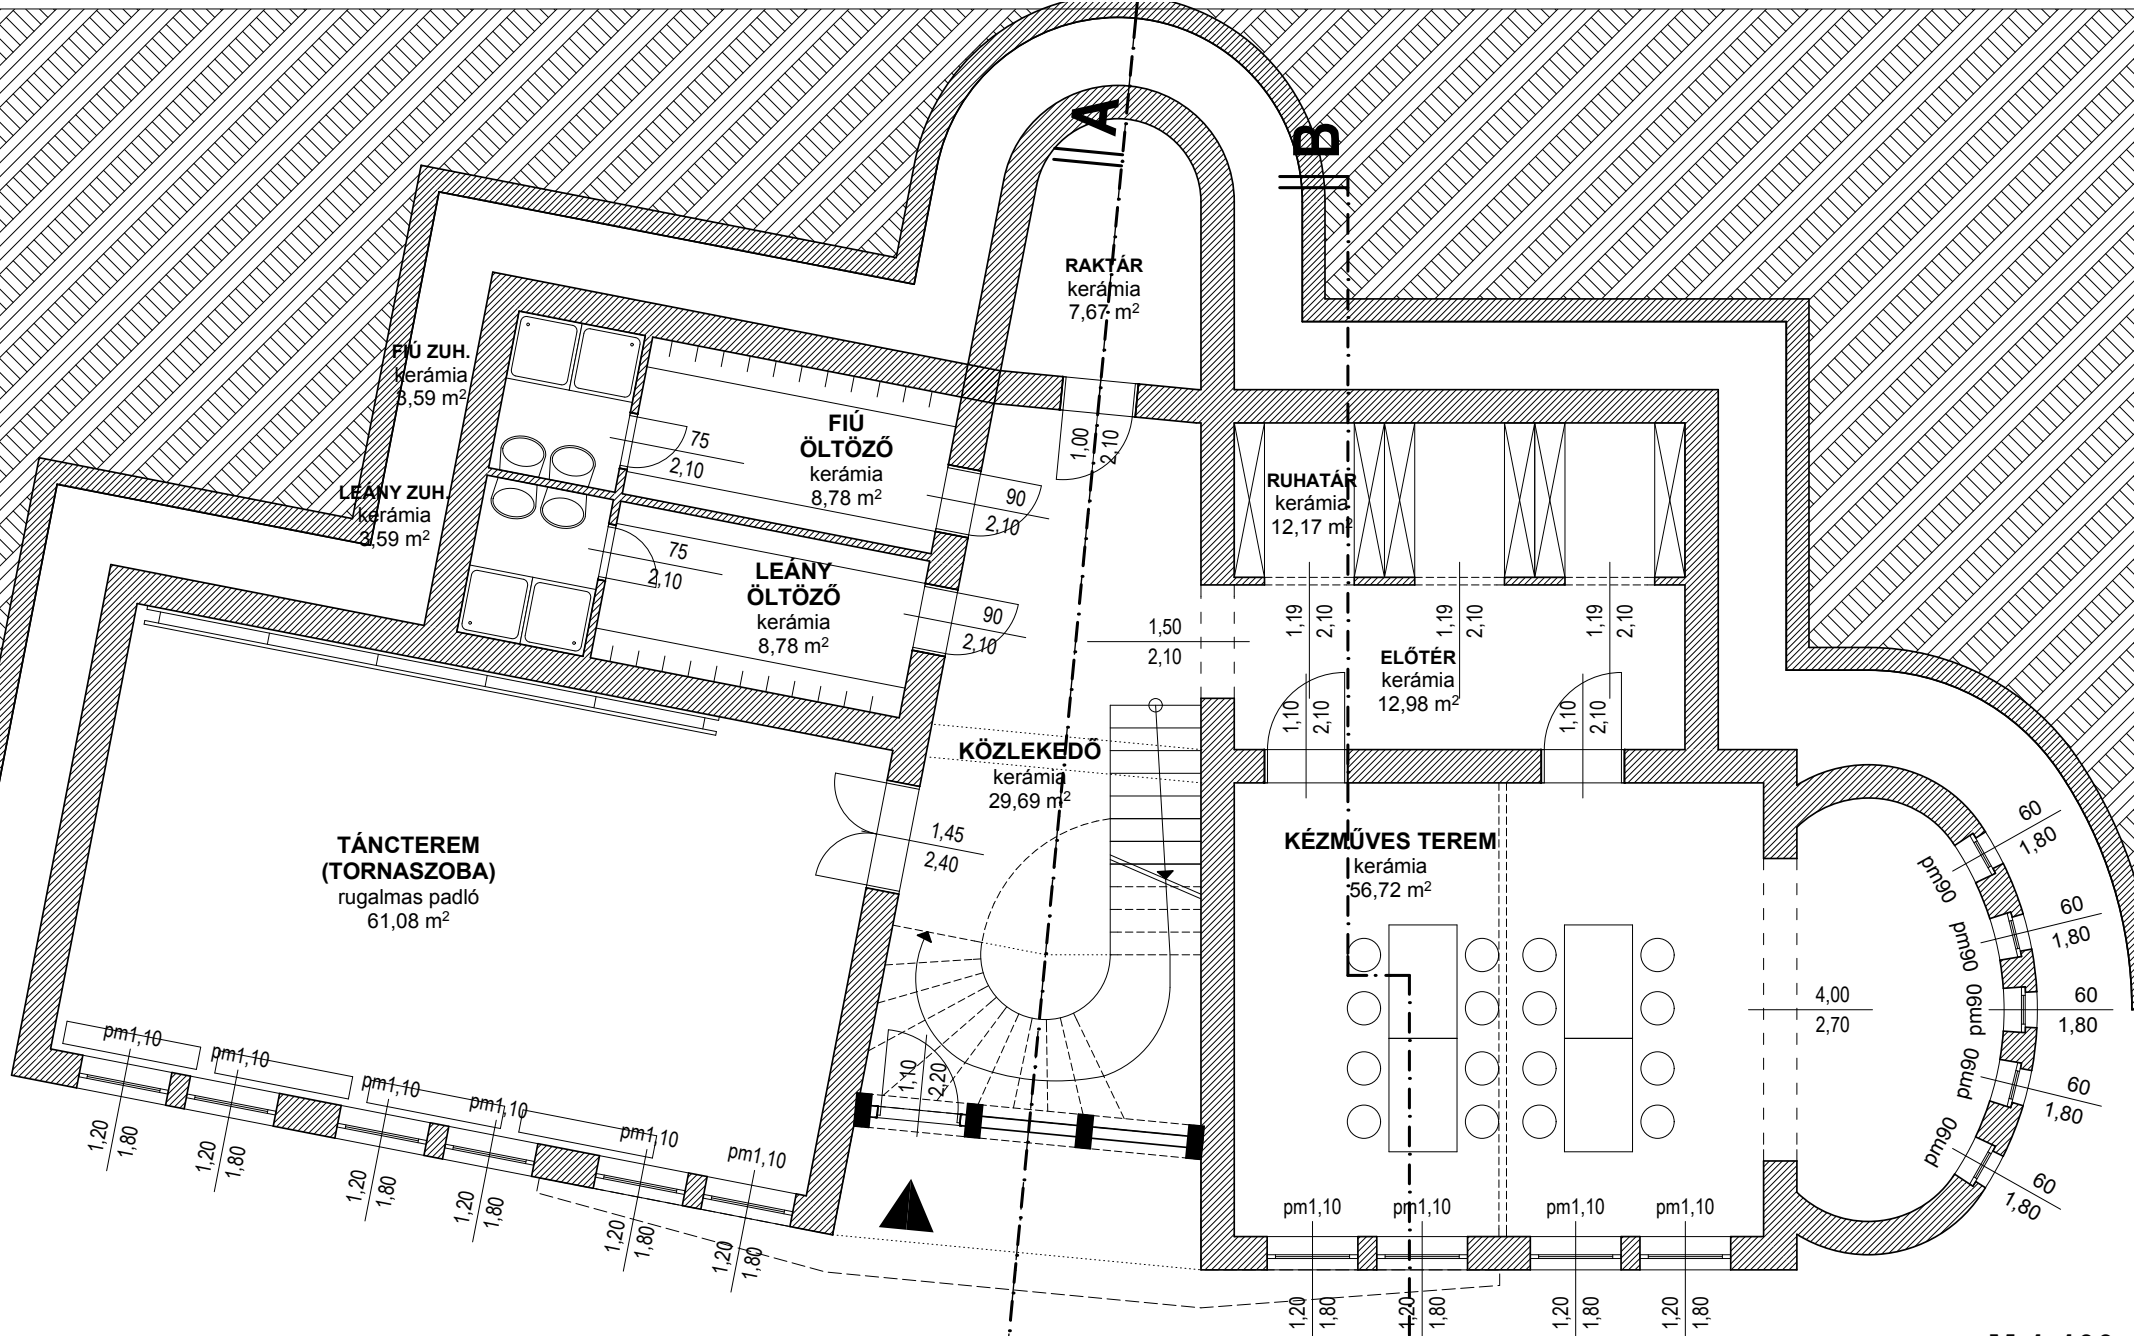 A
B
RAKTÁR
kerámia
7,67 m²
FIÚ ZUH.
kerámia
3,59 m²
FIÚ
ÖLTÖZŐ
kerámia
8,78 m²
75
2,10
90
2,10
1,00
2,10
LEÁNY ZUH.
kerámia
3,59 m²
75
2,10
LEÁNY
ÖLTÖZŐ
kerámia
8,78 m²
90
2,10
RUHATÁR
kerámia
12,17 m²
1,50
2,10
1,19
2,10
1,19
2,10
1,19
2,10
ELŐTÉR
kerámia
12,98 m²
1,10
2,10
1,10
2,10
KÖZLEKEDŐ
kerámia
29,69 m²
TÁNCTEREM
(TORNASZOBA)
rugalmas padló
61,08 m²
1,45
2,40
KÉZMŰVES TEREM
kerámia
56,72 m²
4,00
2,70
60
1,80
pm90
60
1,80
pm90
60
1,80
pm90
60
1,80
pm90
60
1,80
pm90
1,10
2,20
pm1,10
pm1,10
pm1,10
pm1,10
pm1,10
pm1,10
1,20
1,80
1,20
1,80
1,20
1,80
1,20
1,80
1,20
1,80
1,20
1,80
pm1,10
pm1,10
pm1,10
pm1,10
1,20
1,80
1,20
1,80
1,20
1,80
1,20
1,80